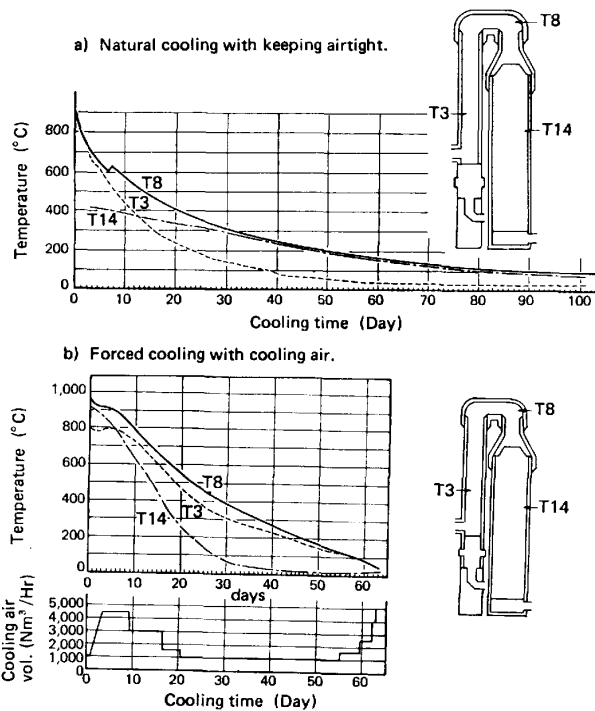 a) Natural cooling with keeping airtight.
T8
T3
T14
Temperature (°C)
800
600
400
200
0
T8
T3
T14
0 10 20 30 40 50 60 70 80 90 100
Cooling time (Day)
b) Forced cooling with cooling air.
Temperature (°C)
1,000
800
600
400
200
0
T8
T3
T14
0 10 20 30 40 50 60
days
T8
T3
T14
Cooling air
vol. (Nm³/Hr)
5,000
4,000
3,000
2,000
1,000
0
0 10 20 30 40 50 60
Cooling time (Day)